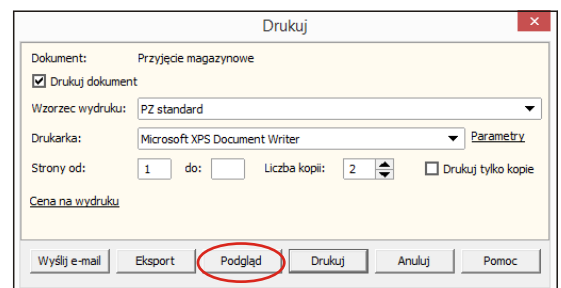 Drukuj
Dokument: Przyjęcie magazynowe
Drukuj dokument
Wzorzec wydruku: PZ standard
Drukarka: Microsoft XPS Document Writer Parametry
Strony od: 1 do: Liczba kopii: 2 Drukuj tylko kopie
Cena na wydruku
Wyślij e-mail Eksport Podgląd Drukuj Anuluj Pomoc